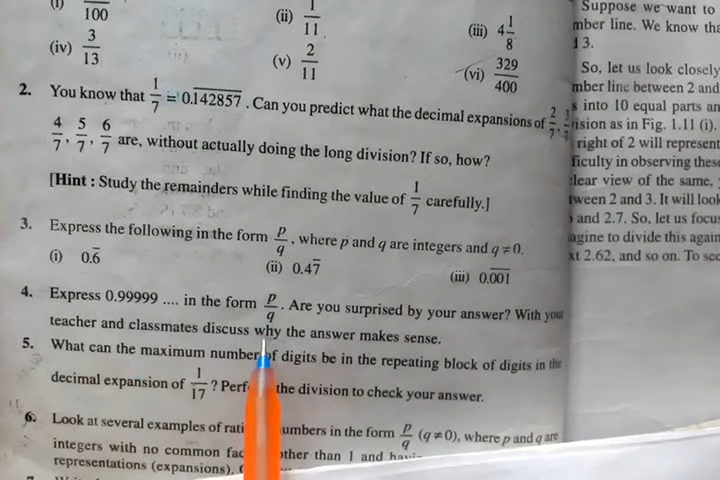 (i) 100 (ii) 1/11 (iii) 4 1/8
(iv) 3/13 (v) 2/11 (vi) 329/400
2. You know that 1/7 = 0.1̅4̅2̅8̅5̅7̅ . Can you predict what the decimal expansions of 2/7, 3/7,
4/7, 5/7, 6/7 are, without actually doing the long division? If so, how?
[Hint : Study the remainders while finding the value of 1/7 carefully.]
3. Express the following in the form p/q, where p and q are integers and q ≠ 0.
(i) 0.6̅ (ii) 0.47̅ (iii) 0.0̅0̅1̅
4. Express 0.99999 .... in the form p/q. Are you surprised by your answer? With your
teacher and classmates discuss why the answer makes sense.
5. What can the maximum number of digits be in the repeating block of digits in the
decimal expansion of 1/17 ? Perf the division to check your answer.
6. Look at several examples of rati umbers in the form p/q (q ≠ 0), where p and q are
integers with no common fac other than 1 and
representations (expansions),
Suppose we want to
mber line. We know tha
3.
So, let us look closely
mber line between 2 and
s into 10 equal parts an
ision as in Fig. 1.11 (i).
right of 2 will represent
ficulty in observing these
lear view of the same,
tween 2 and 3. It will look
and 2.7. So, let us focus
agine to divide this again
xt 2.62, and so on. To see